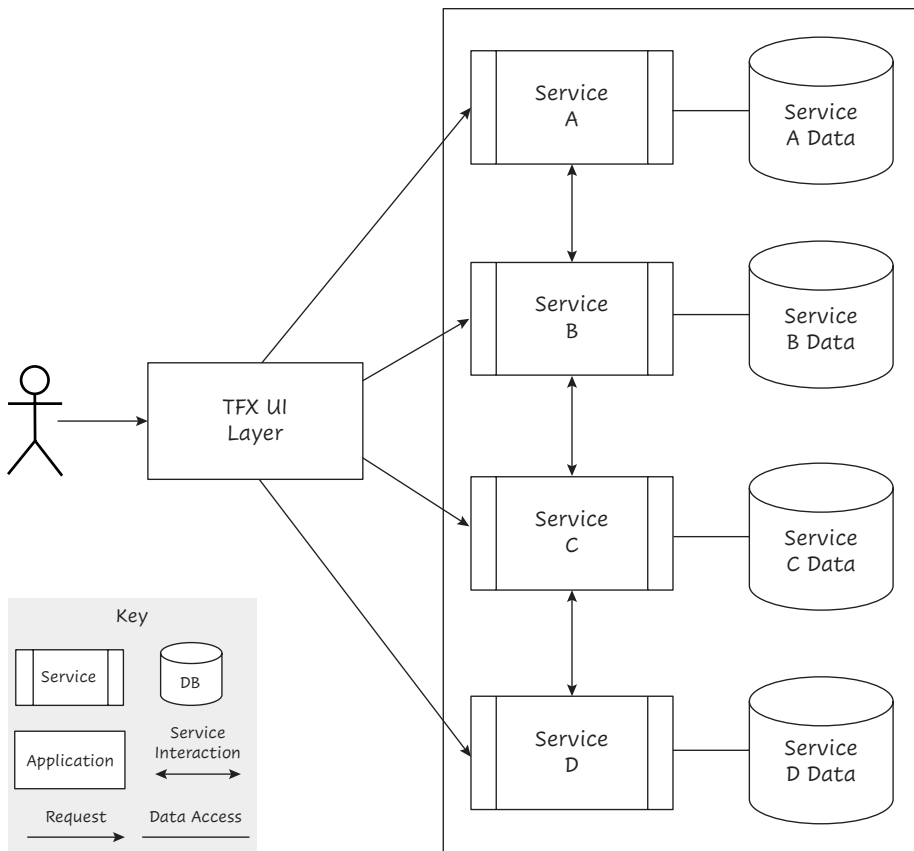 Service
A
Service
A Data
Service
B
Service
B Data
TFX UI
Layer
Service
C
Service
C Data
Service
D
Service
D Data
Key
Service
DB
Application
Service
Interaction
Request
Data Access